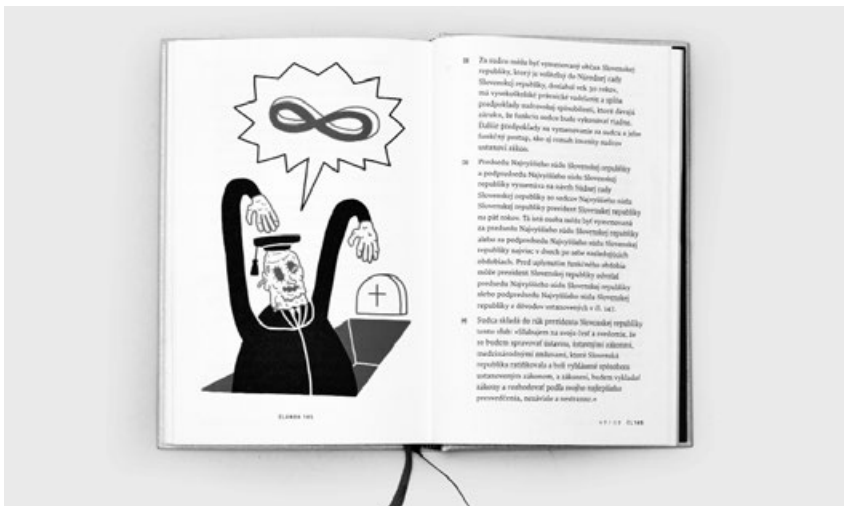 ČLÁNOK 145
Za sudcu môže byť vymenovaný občan Slovenskej
republiky, ktorý je voliteľný do Národnej rady
Slovenskej republiky, dosiahol vek 30 rokov,
má vysokoškolské právnické vzdelanie a spĺňa
predpoklady sudcovskej spôsobilosti, ktoré dávajú
záruku, že funkciu sudcu bude vykonávať riadne.
Ďalšie predpoklady na vymenovanie za sudcu a jeho
funkčný postup, ako aj rozsah imunity sudcov
ustanoví zákon.
Predsedu Najvyššieho súdu Slovenskej republiky
a podpredsedu Najvyššieho súdu Slovenskej
republiky vymenúva na návrh Súdnej rady
Slovenskej republiky zo sudcov Najvyššieho súdu
Slovenskej republiky prezident Slovenskej republiky
na päť rokov. Tá istá osoba môže byť vymenovaná
za predsedu Najvyššieho súdu Slovenskej republiky
alebo za podpredsedu Najvyššieho súdu Slovenskej
republiky najviac v dvoch po sebe nasledujúcich
obdobiach. Pred uplynutím funkčného obdobia
môže prezident Slovenskej republiky odvolať
predsedu Najvyššieho súdu Slovenskej republiky
alebo podpredsedu Najvyššieho súdu Slovenskej
republiky z dôvodov ustanovených v čl. 147.
Sudca skladá do rúk prezidenta Slovenskej republiky
tento sľub: «Sľubujem na svoju česť a svedomie, že
sa budem spravovať ústavou, ústavnými zákonmi,
medzinárodnými zmluvami, ktoré Slovenská
republika ratifikovala a boli vyhlásené spôsobom
ustanoveným zákonom, a zákonmi, budem vykladať
zákony a rozhodovať podľa svojho najlepšieho
presvedčenia, nezávisle a nestranne.»
ČL145